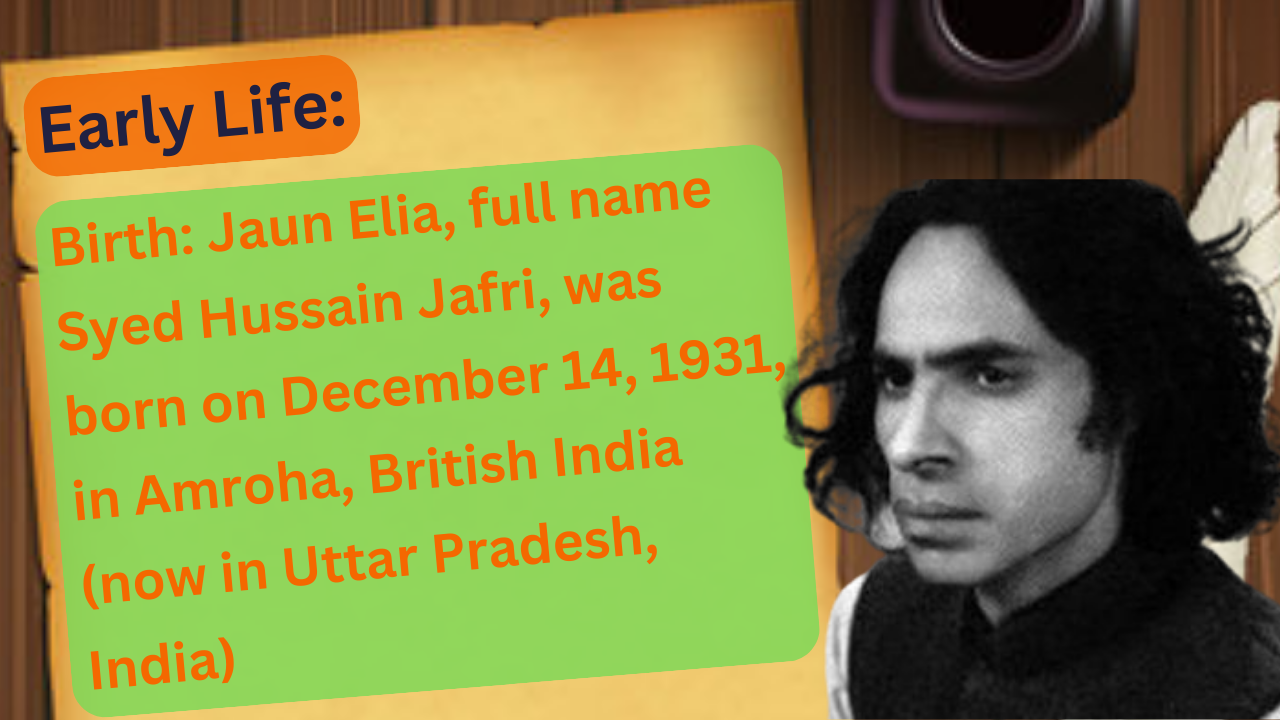 Early Life:
Birth: Jaun Elia, full name
Syed Hussain Jafri, was
born on December 14, 1931,
in Amroha, British India
(now in Uttar Pradesh,
India)